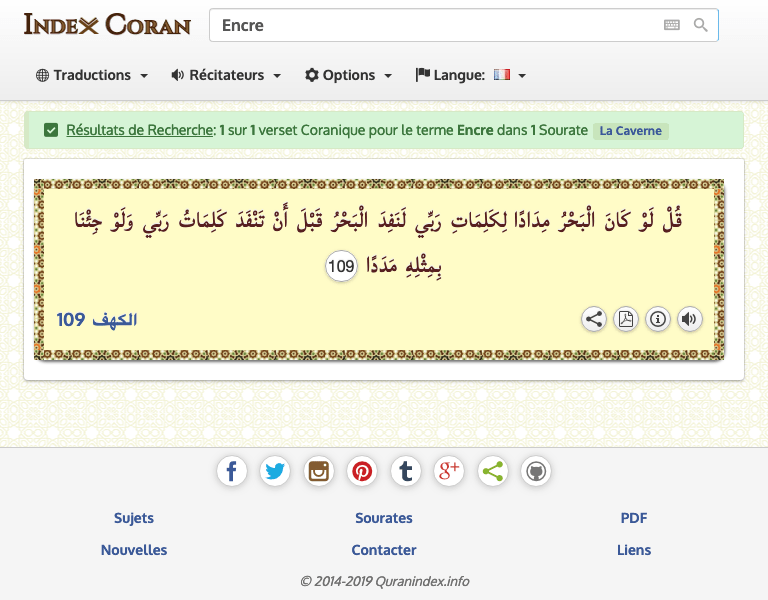 Index Coran
Encre
Traductions
Récitateurs
Options
Langue:
Résultats de Recherche: 1 sur 1 verset Coranique pour le terme Encre dans 1 Sourate La Caverne
قُلْ لَوْ كَانَ الْبَحْرُ مِدَادًا لِكَلِمَاتِ رَبِّي لَنَفِدَ الْبَحْرُ قَبْلَ أَنْ تَنْفَدَ كَلِمَاتُ رَبِّي وَلَوْ جِئْنَا
بِمِثْلِهِ مَدَدًا 109
الكهف 109
Sujets
Sourates
PDF
Nouvelles
Contacter
Liens
© 2014-2019 Quranindex.info